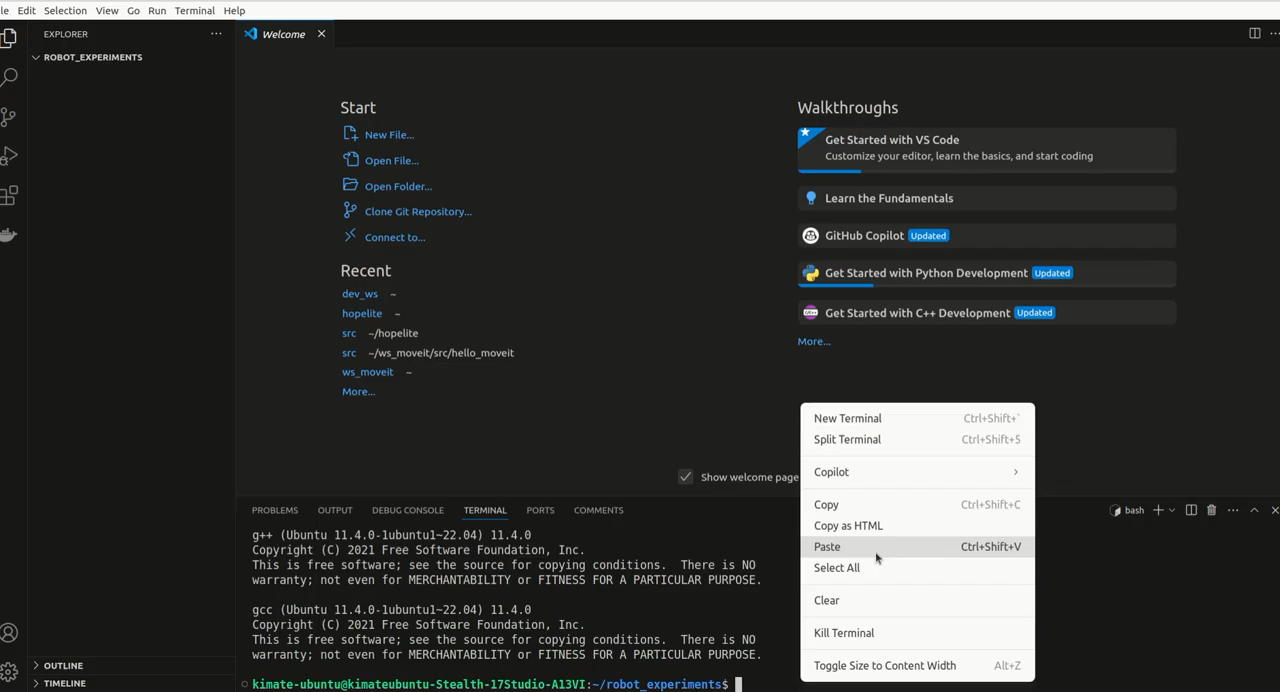 le Edit Selection View Go Run Terminal Help
EXPLORER
ROBOT_EXPERIMENTS
OUTLINE
TIMELINE
Welcome
Start
New File...
Open File...
Open Folder...
Clone Git Repository...
Connect to...
Recent
dev_ws ~
hopelite ~
src ~/hopelite
src ~/ws_moveit/src/hello_moveit
ws_moveit ~
More...
Walkthroughs
Get Started with VS Code
Customize your editor, learn the basics, and start coding
Learn the Fundamentals
GitHub Copilot Updated
Get Started with Python Development Updated
Get Started with C++ Development Updated
More...
Show welcome page
New Terminal Ctrl+Shift+`
Split Terminal Ctrl+Shift+5
Copilot
Copy Ctrl+Shift+C
Copy as HTML
Paste Ctrl+Shift+V
Select All
Clear
Kill Terminal
Toggle Size to Content Width Alt+Z
PROBLEMS OUTPUT DEBUG CONSOLE TERMINAL PORTS COMMENTS
bash
g++ (Ubuntu 11.4.0-1ubuntu1~22.04) 11.4.0
Copyright (C) 2021 Free Software Foundation, Inc.
This is free software; see the source for copying conditions.  There is NO
warranty; not even for MERCHANTABILITY or FITNESS FOR A PARTICULAR PURPOSE.
gcc (Ubuntu 11.4.0-1ubuntu1~22.04) 11.4.0
Copyright (C) 2021 Free Software Foundation, Inc.
This is free software; see the source for copying conditions.  There is NO
warranty; not even for MERCHANTABILITY or FITNESS FOR A PARTICULAR PURPOSE.
kimate-ubuntu@kimateubuntu-Stealth-17Studio-A13VI:~/robot_experiments$